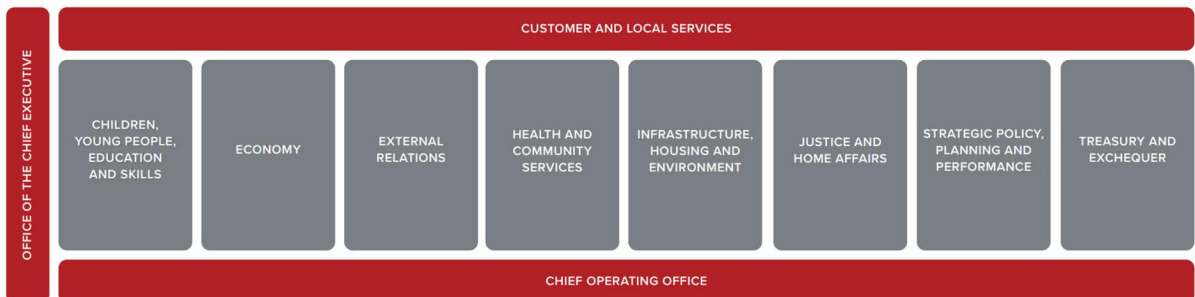 OFFICE OF THE CHIEF EXECUTIVE
CUSTOMER AND LOCAL SERVICES
CHILDREN,
YOUNG PEOPLE,
EDUCATION
AND SKILLS
ECONOMY
EXTERNAL
RELATIONS
HEALTH AND
COMMUNITY
SERVICES
INFRASTRUCTURE,
HOUSING AND
ENVIRONMENT
JUSTICE AND
HOME AFFAIRS
STRATEGIC POLICY,
PLANNING AND
PERFORMANCE
TREASURY AND
EXCHEQUER
CHIEF OPERATING OFFICE